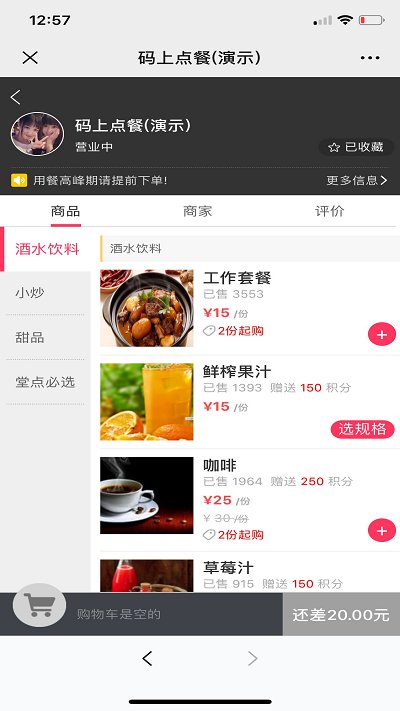 12:57
码上点餐(演示)
码上点餐(演示)
营业中
已收藏
用餐高峰期请提前下单!
更多信息
商品
商家
评价
酒水饮料
小炒
甜品
堂点必选
酒水饮料
工作套餐
已售 3553
¥15 /份
2份起购
鲜榨果汁
已售 1393 赠送 150 积分
¥15 /份
选规格
咖啡
已售 1964 赠送 250 积分
¥25 /份
¥ 30 /份
2份起购
草莓汁
已售 915 赠送 150 积分
购物车是空的
还差20.00元